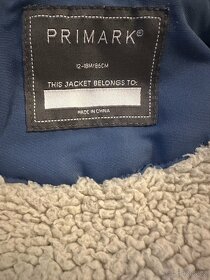 PRIMARK®
12-18M/86CM
THIS JACKET BELONGS TO:
MADE IN CHINA